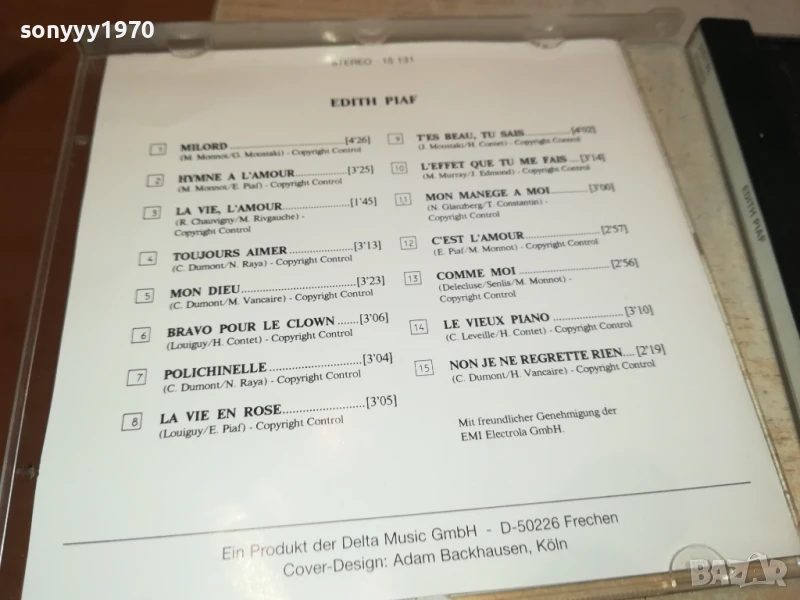 sonyyy1970
STEREO · 15 131
EDITH PIAF
1 MILORD [4'26]
(M. Monnot/G. Moustaki) - Copyright Control
2 HYMNE A L'AMOUR [3'25]
(M. Monnot/E. Piaf) - Copyright Control
3 LA VIE, L'AMOUR [1'45]
(R. Chauvigny/M. Rivgauche) -
Copyright Control
4 TOUJOURS AIMER [3'13]
(C. Dumont/N. Raya) - Copyright Control
5 MON DIEU [3'23]
(C. Dumont/M. Vancaire) - Copyright Control
6 BRAVO POUR LE CLOWN [3'06]
(Louiguy/H. Contet) - Copyright Control
7 POLICHINELLE [3'04]
(C. Dumont/N. Raya) - Copyright Control
8 LA VIE EN ROSE [3'05]
(Louiguy/E. Piaf) - Copyright Control
9 T'ES BEAU, TU SAIS [4'02]
(J. Moustaki/H. Contet) - Copyright Control
10 L'EFFET QUE TU ME FAIS [3'14]
(M. Murray/J. Edmond) - Copyright Control
11 MON MANEGE A MOI [3'00]
(N. Glanzberg/T. Constantin) -
Copyright Control
12 C'EST L'AMOUR [2'57]
(E. Piaf/M. Monnot) - Copyright Control
13 COMME MOI [2'56]
(Delecluse/Senlis/M. Monnot) -
Copyright Control
14 LE VIEUX PIANO [3'10]
(C. Leveille/H. Contet) - Copyright Control
15 NON JE NE REGRETTE RIEN [2'19]
(C. Dumont/H. Vancaire) - Copyright Control
Mit freundlicher Genehmigung der
EMI Electrola GmbH.
Ein Produkt der Delta Music GmbH - D-50226 Frechen
Cover-Design: Adam Backhausen, Köln
EDITH PIAF
BAZAR